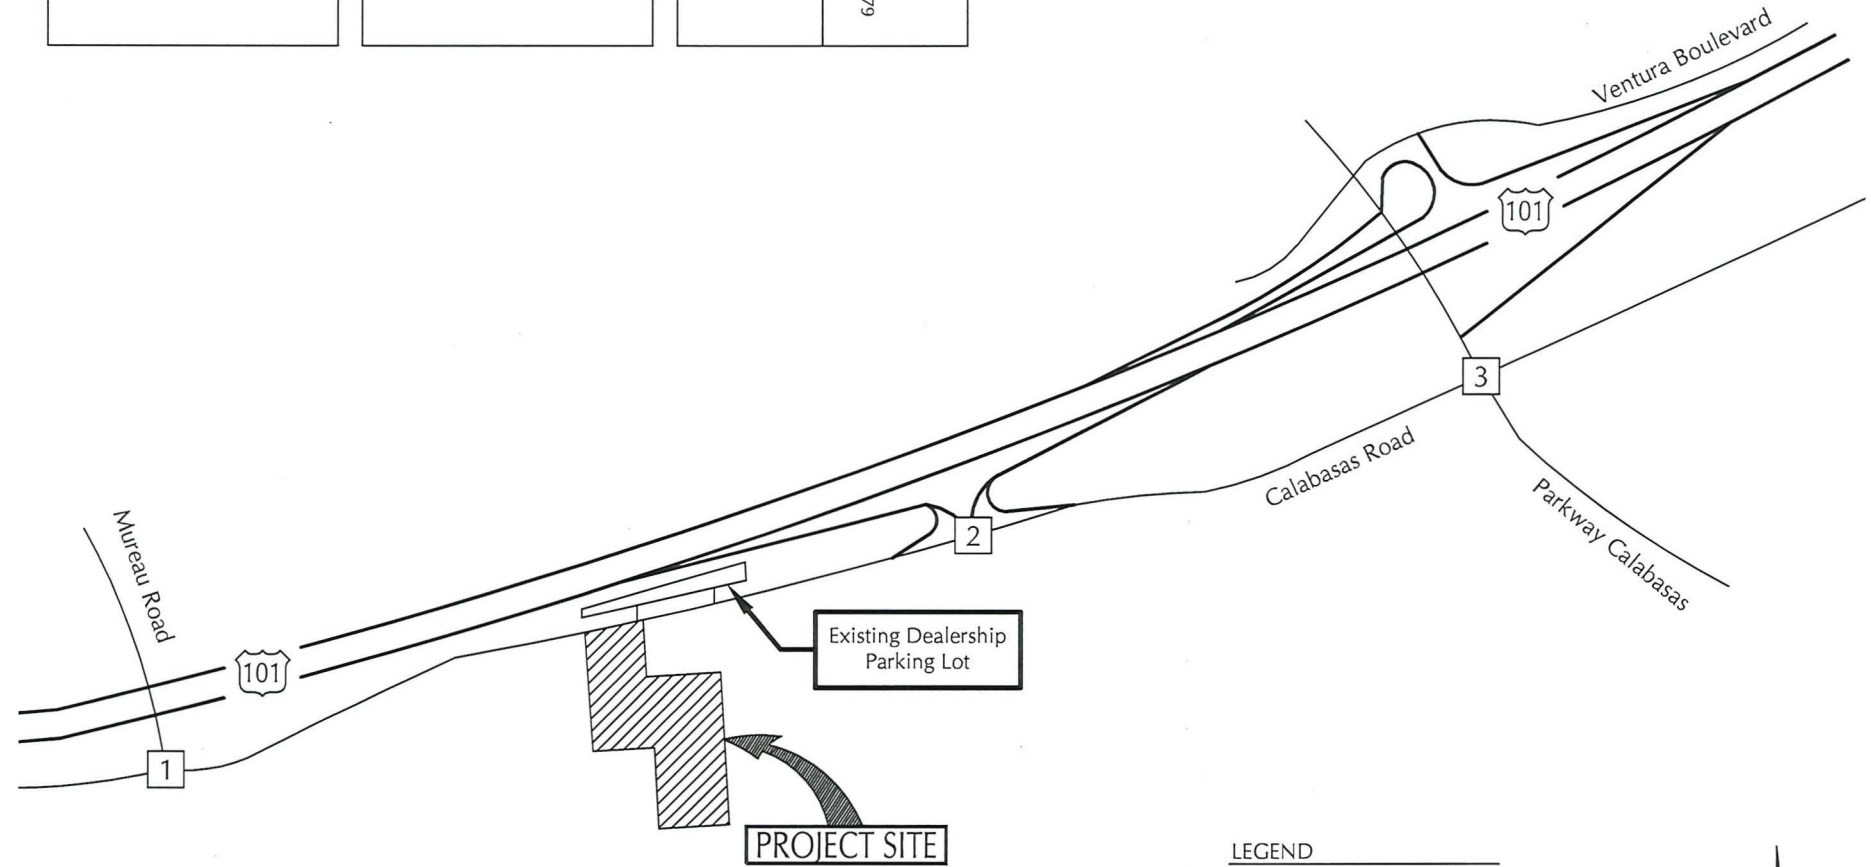 79
Ventura Boulevard
101
3
Calabasas Road
Parkway Calabasas
2
Mureau Road
101
1
Existing Dealership
Parking Lot
PROJECT SITE
LEGEND